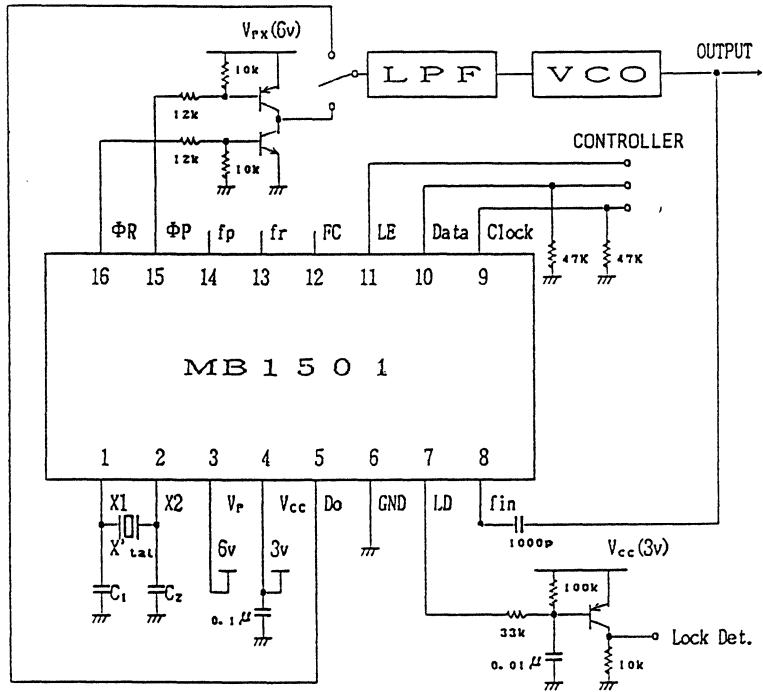 VPX(6v)
10k
12k
12k
10k
LPF
VCO
OUTPUT
CONTROLLER
ΦR ΦP fp fr FC LE Data Clock
47K 47K
16 15 14 13 12 11 10 9
MB1501
1 2 3 4 5 6 7 8
X1 X2 VP VCC Do GND LD fin
X'tal
6v 3v
1000p
C1 C2
0.1μ
VCC(3v)
100k
33k
0.01μ
10k
Lock Det.